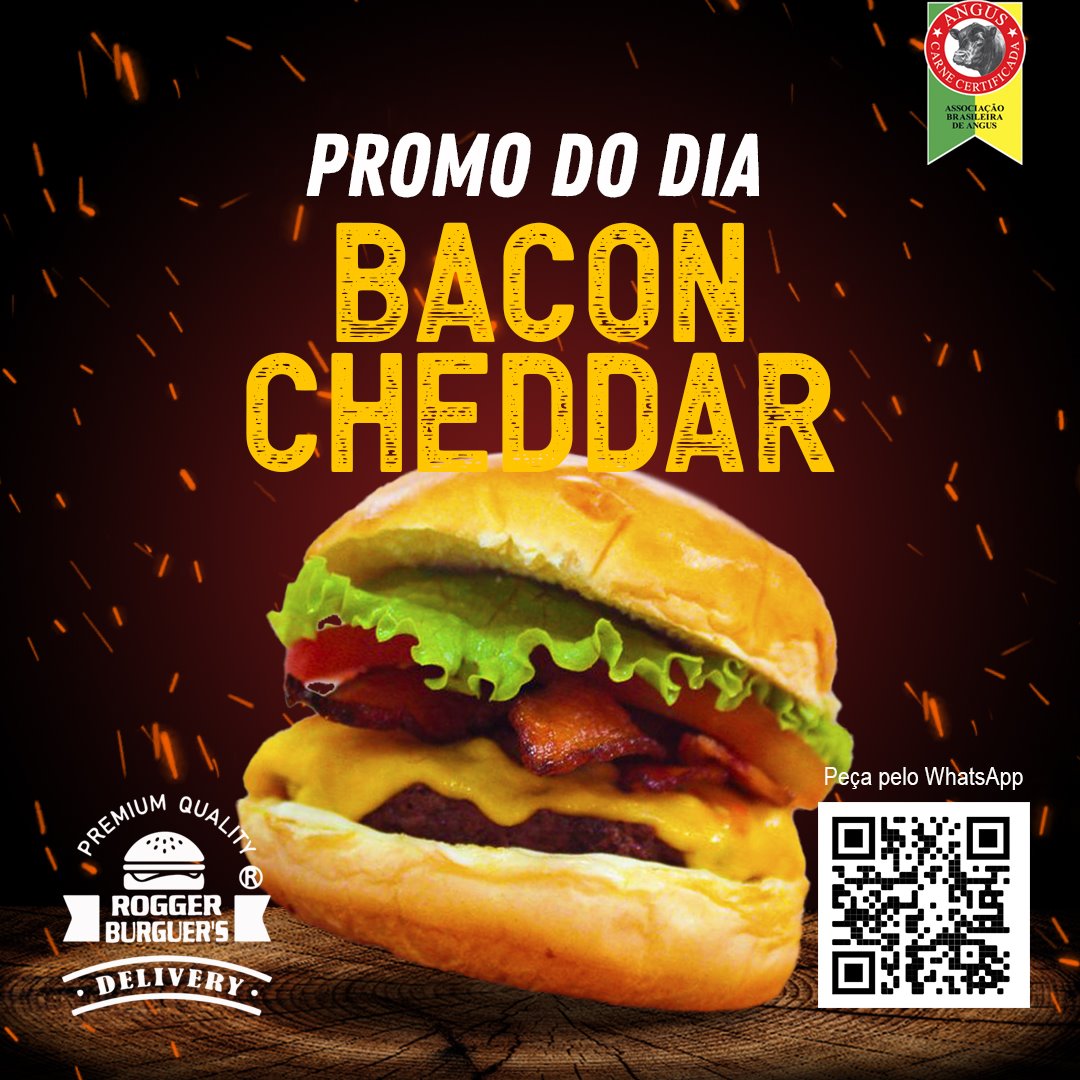 ANGUS
CARNE CERTIFICADA
ASSOCIAÇÃO
BRASILEIRA
DE ANGUS
PROMO DO DIA
BACON
CHEDDAR
Peça pelo WhatsApp
PREMIUM QUALITY
®
ROGGER
BURGUER'S
DELIVERY